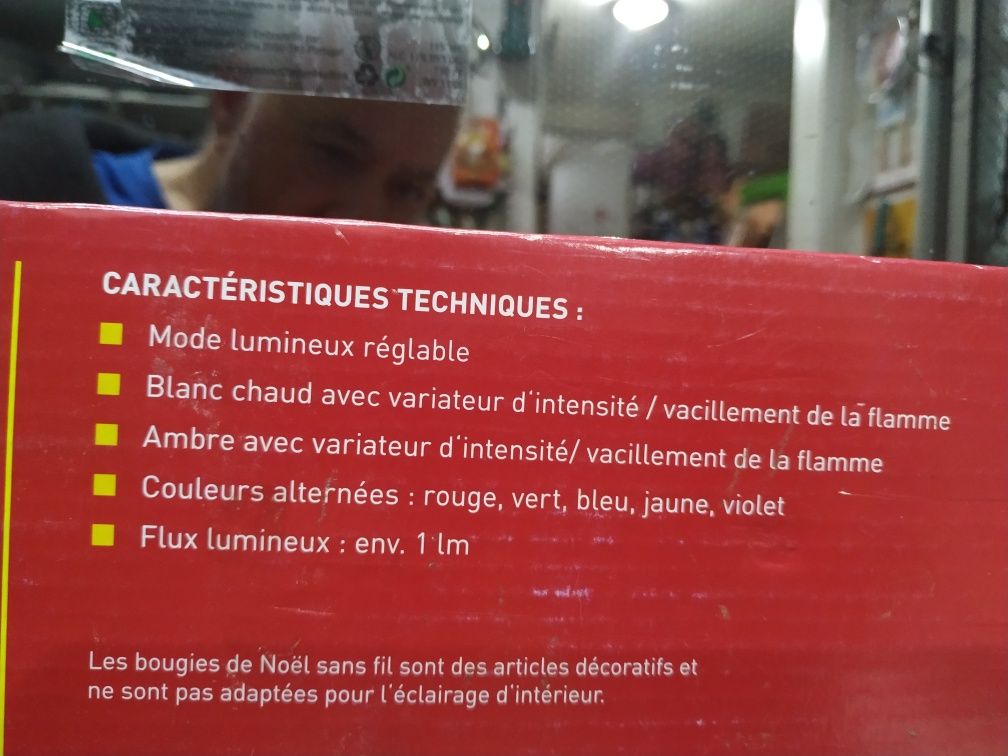 CARACTÉRISTIQUES TECHNIQUES :
Mode lumineux réglable
Blanc chaud avec variateur d'intensité / vacillement de la flamme
Ambre avec variateur d'intensité/ vacillement de la flamme
Couleurs alternées : rouge, vert, bleu, jaune, violet
Flux lumineux : env. 1 lm
Les bougies de Noël sans fil sont des articles décoratifs et
ne sont pas adaptées pour l'éclairage d'intérieur.